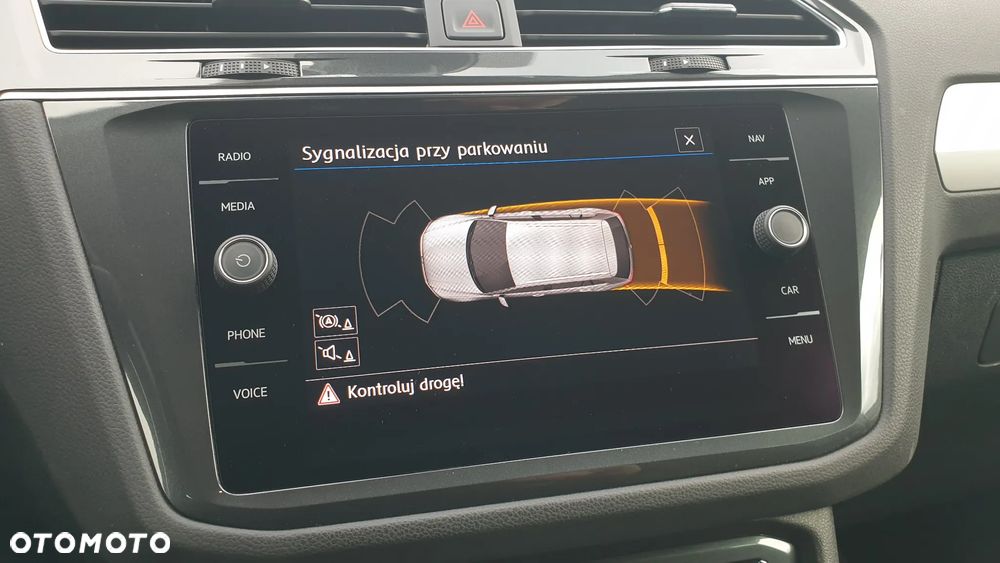 RADIO
MEDIA
PHONE
VOICE
Sygnalizacja przy parkowaniu
Kontroluj drogę!
NAV
APP
CAR
MENU
OTOMOTO